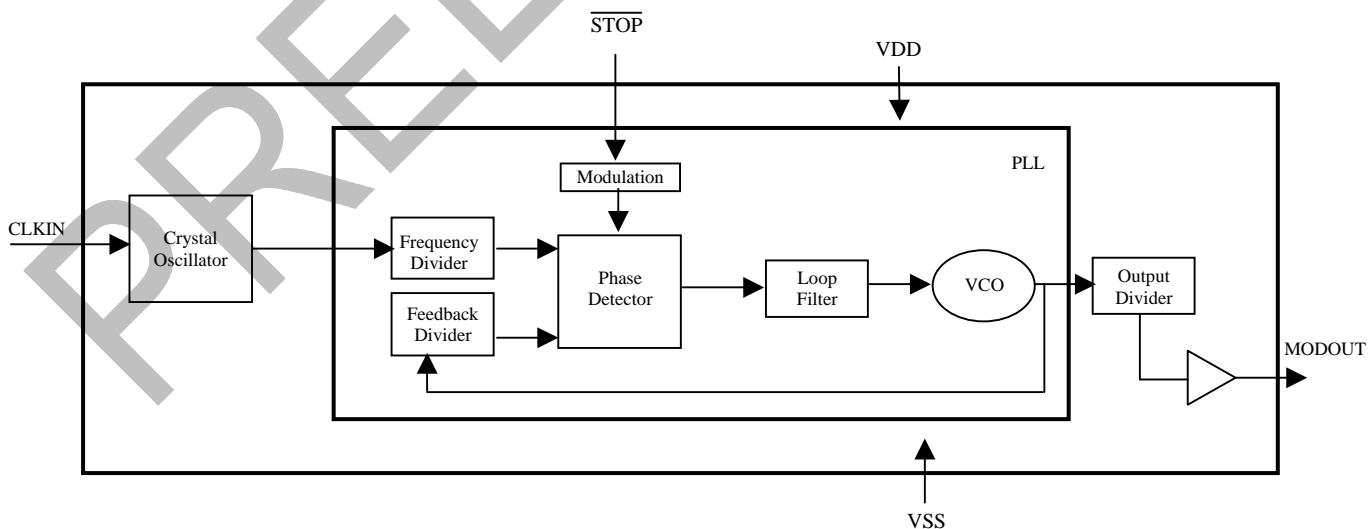 STOP
VDD
PLL
Modulation
CLKIN
Crystal
Oscillator
Frequency
Divider
Phase
Detector
Loop
Filter
VCO
Output
Divider
Feedback
Divider
MODOUT
VSS
PREL